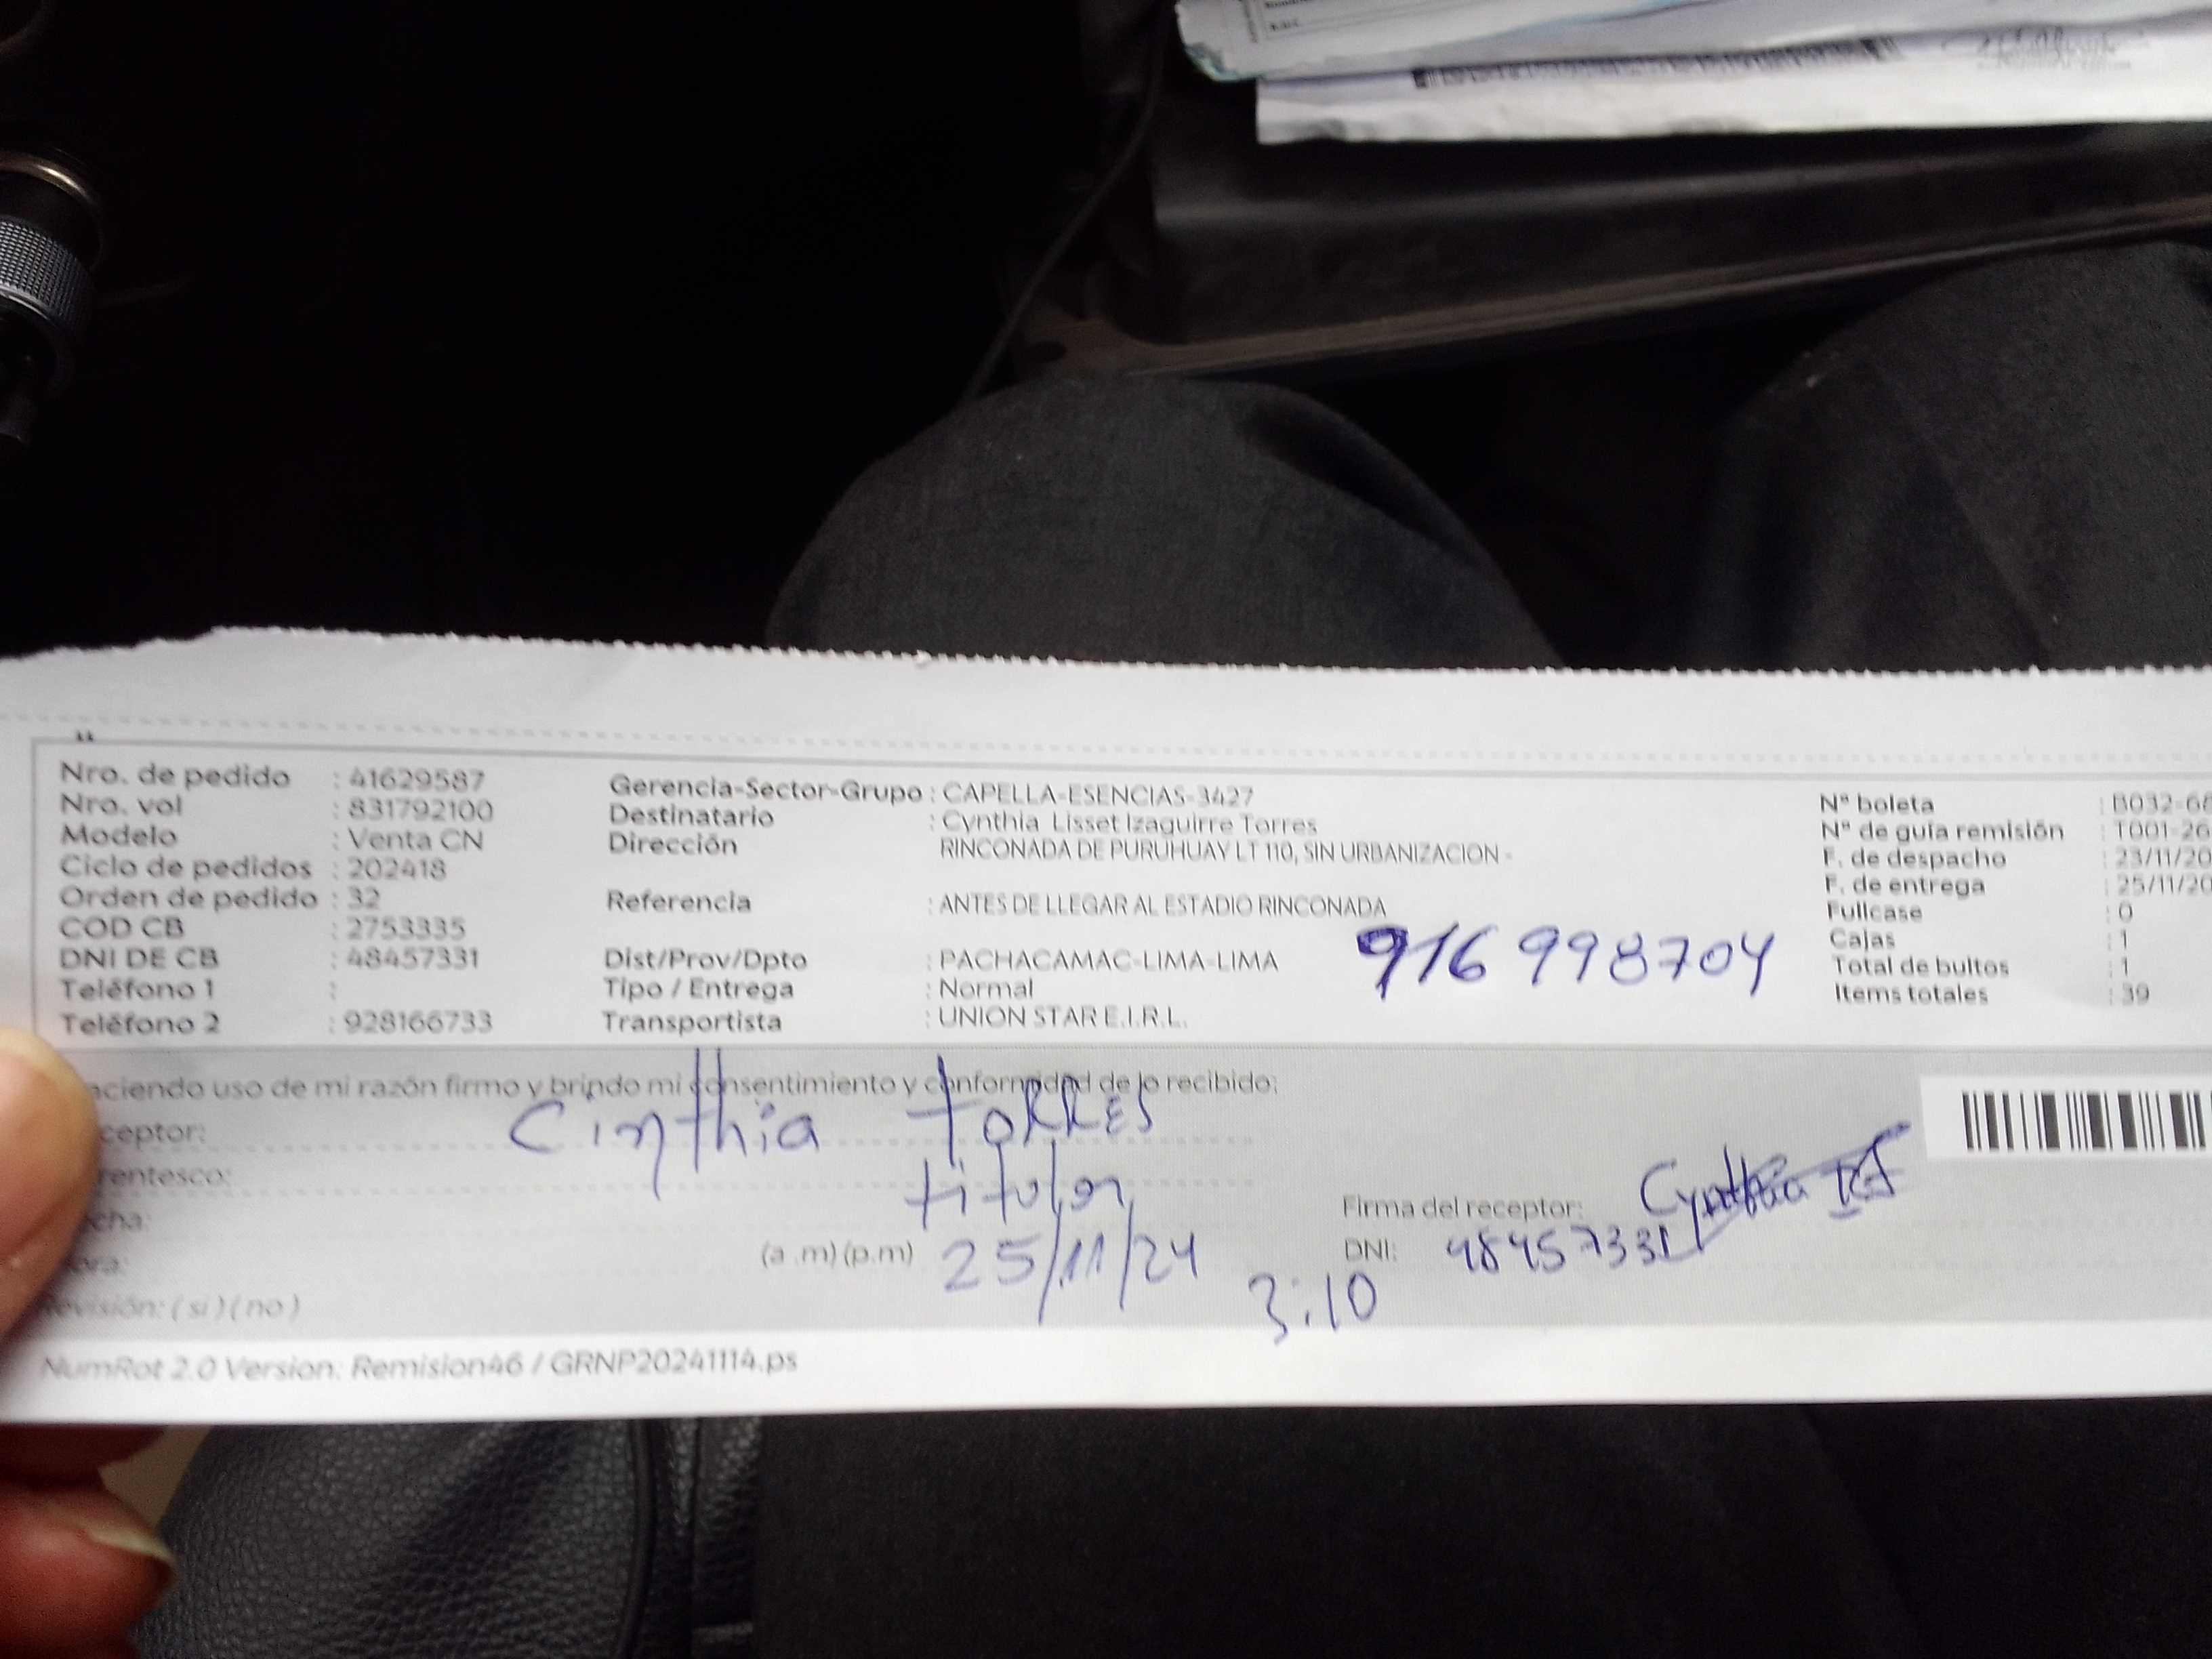 Nro. de pedido : 41629587
Nro. vol : 831792100
Modelo : Venta CN
Ciclo de pedidos : 202418
Orden de pedido : 32
COD CB : 2753335
DNI DE CB : 48457331
Teléfono 1 :
Teléfono 2 : 928166733
Gerencia-Sector-Grupo : CAPELLA-ESENCIAS-3427
Destinatario : Cynthia Lisset Izaguirre Torres
Dirección RINCONADA DE PURUHUAY LT 110, SIN URBANIZACION -
Referencia : ANTES DE LLEGAR AL ESTADIO RINCONADA
Dist/Prov/Dpto : PACHACAMAC-LIMA-LIMA
Tipo / Entrega : Normal
Transportista : UNION STAR E.I.R.L.
916 998704
N° boleta : B032-68
N° de guía remisión : T001-26
F. de despacho : 23/11/20
F. de entrega : 25/11/20
Fullcase : 0
Cajas : 1
Total de bultos : 1
Items totales : 39
aciendo uso de mi razón firmo y brindo mi consentimiento y conformidad de lo recibido:
ceptor: Cinthia TORRES
rentesco: titular
cha:
ora: (a .m) (p.m) 25/11/24 3:10
Revisión: ( si ) ( no )
Firma del receptor: Cynthia
DNI: 48457331
NumRot 2.0 Version: Remision46 / GRNP20241114.ps